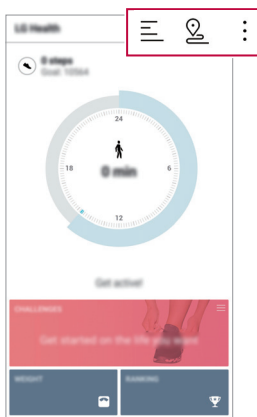 LG Health
0 steps
Goal: 10564
24
18
6
0 min
12
Get active!
CHALLENGES
Get started on the life you want
WEIGHT
RANKING